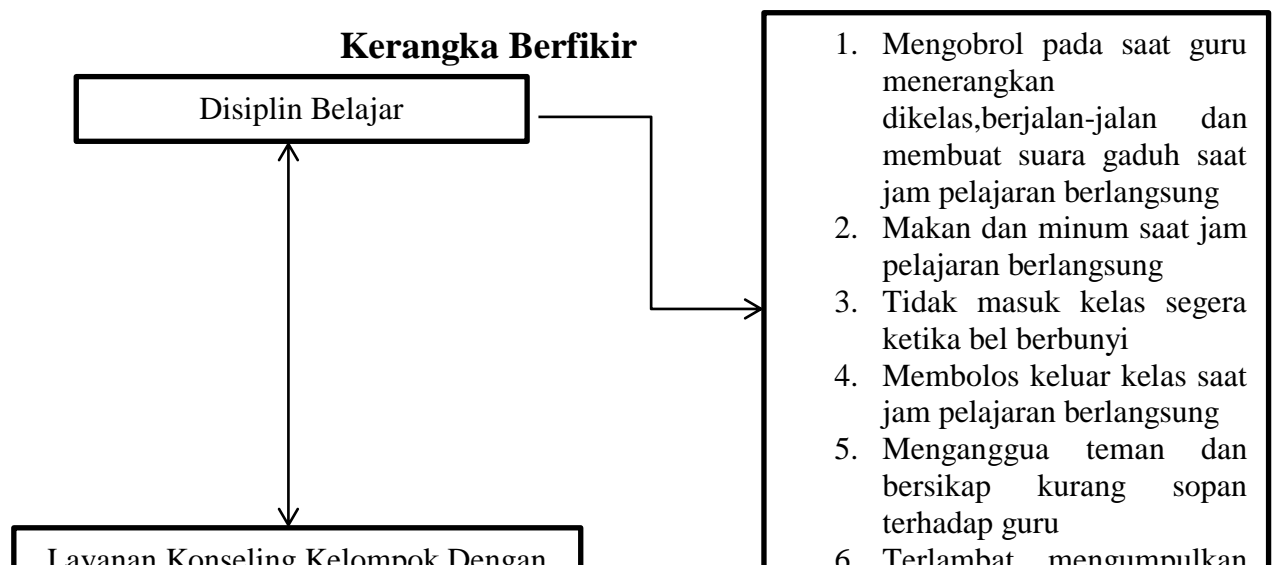 Kerangka Berfikir
Disiplin Belajar
1. Mengobrol pada saat guru
menerangkan
dikelas,berjalan-jalan dan
membuat suara gaduh saat
jam pelajaran berlangsung
2. Makan dan minum saat jam
pelajaran berlangsung
3. Tidak masuk kelas segera
ketika bel berbunyi
4. Membolos keluar kelas saat
jam pelajaran berlangsung
5. Menganggua teman dan
bersikap kurang sopan
terhadap guru
6. Terlambat mengumpulkan
Layanan Konseling Kelompok Dengan